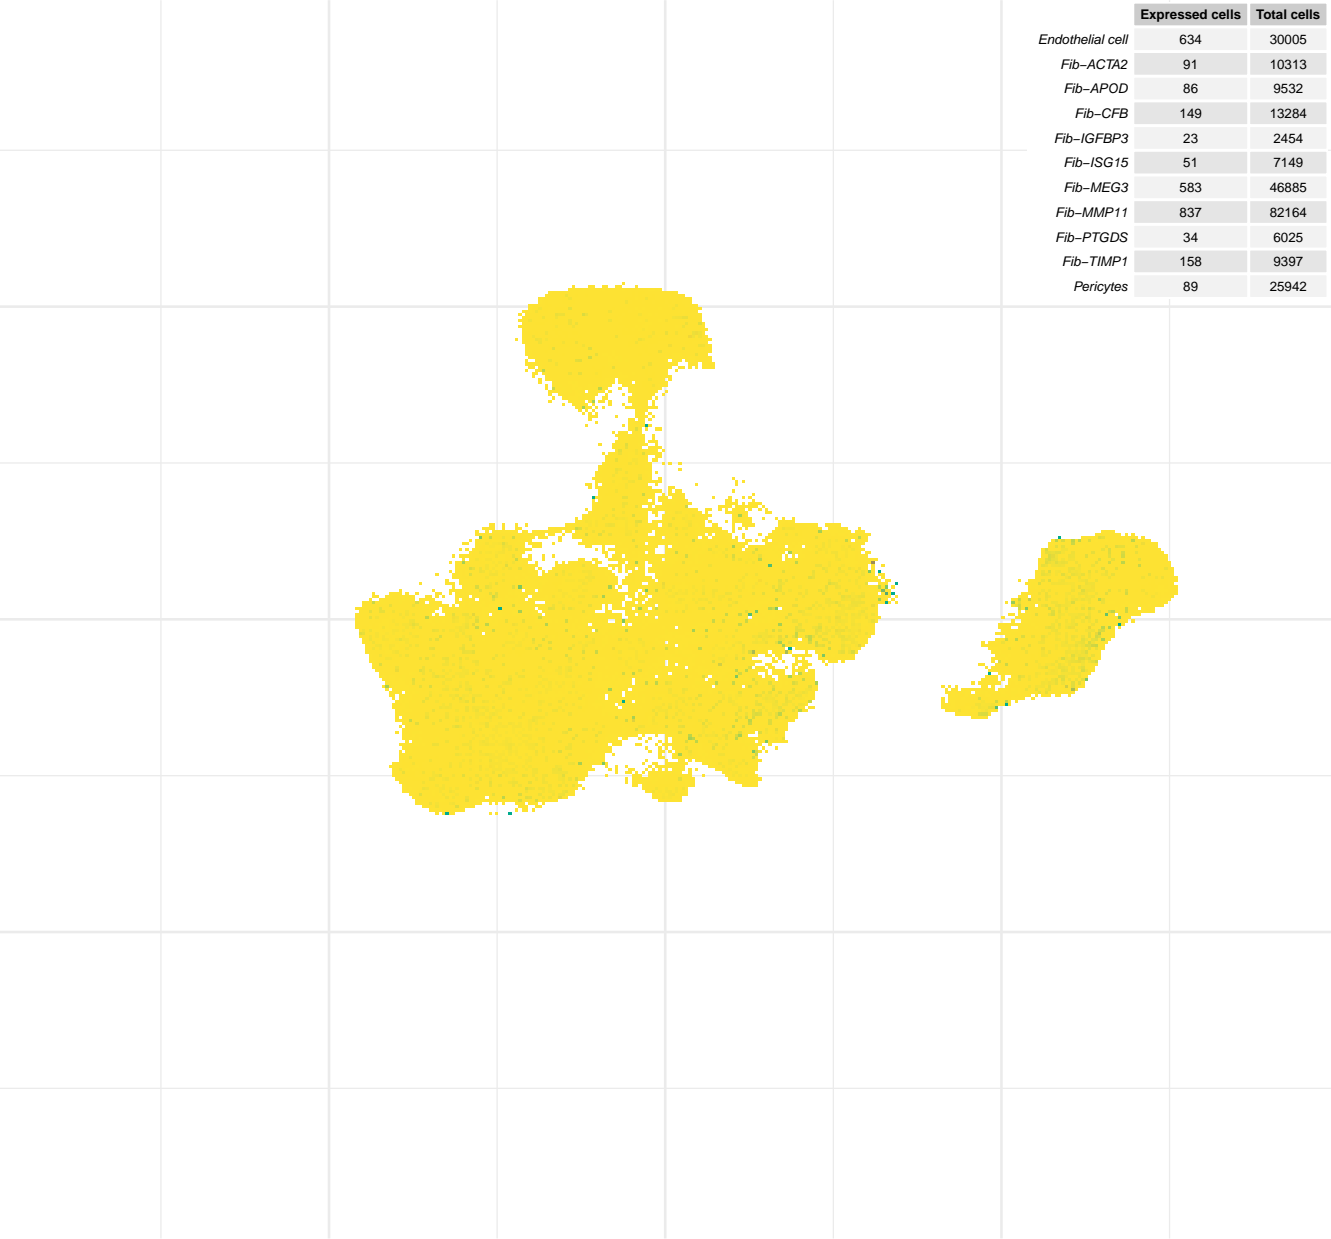 Expressed cells Total cells
Endothelial cell 634 30005
Fib−ACTA2 91 10313
Fib−APOD 86 9532
Fib−CFB 149 13284
Fib−IGFBP3 23 2454
Fib−ISG15 51 7149
Fib−MEG3 583 46885
Fib−MMP11 837 82164
Fib−PTGDS 34 6025
Fib−TIMP1 158 9397
Pericytes 89 25942